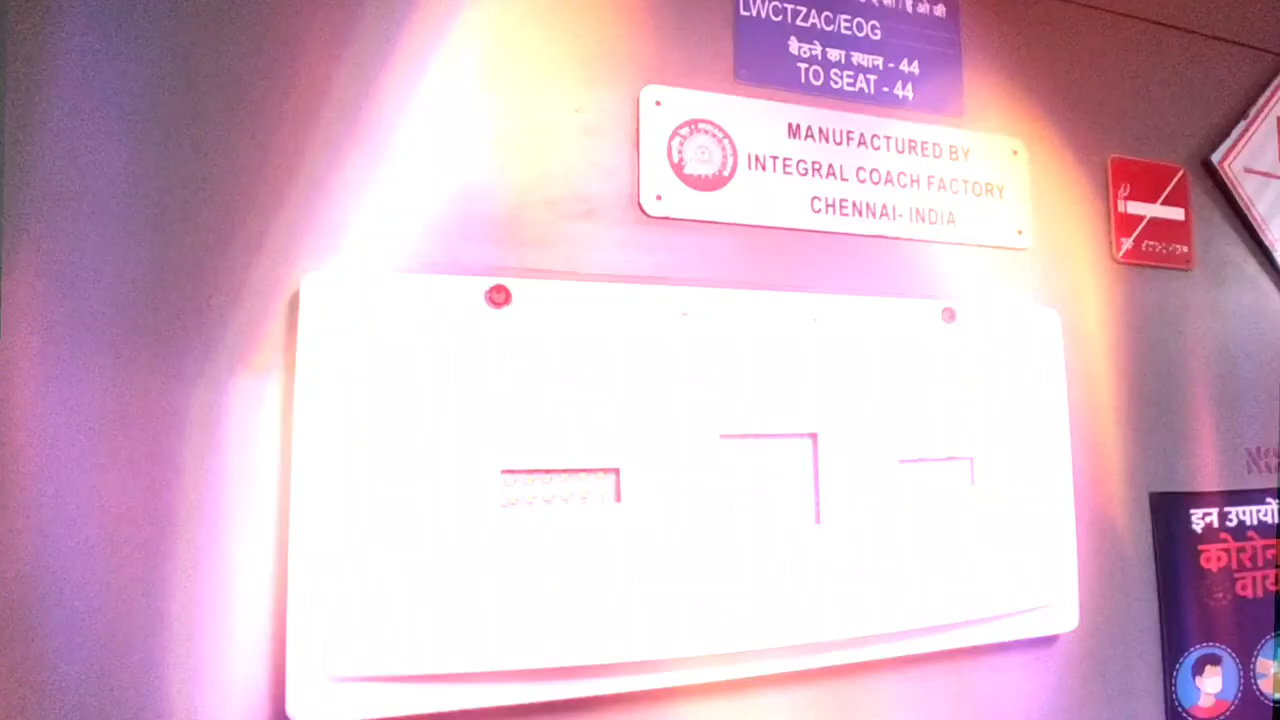 LWCTZAC/EOG
बैठने का स्थान - 44
TO SEAT - 44
MANUFACTURED BY
INTEGRAL COACH FACTORY
CHENNAI- INDIA
इन उपायों